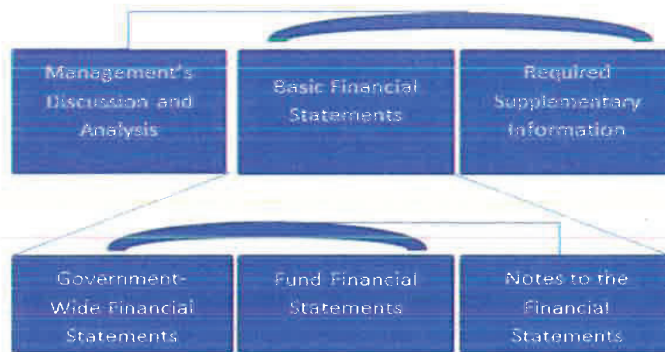 Management's
Discussion and
Analysis
Basic Financial
Statements
Required
Supplementary
Information
Government-
Wide Financial
Statements
Fund Financial
Statements
Notes to the
Financial
Statements